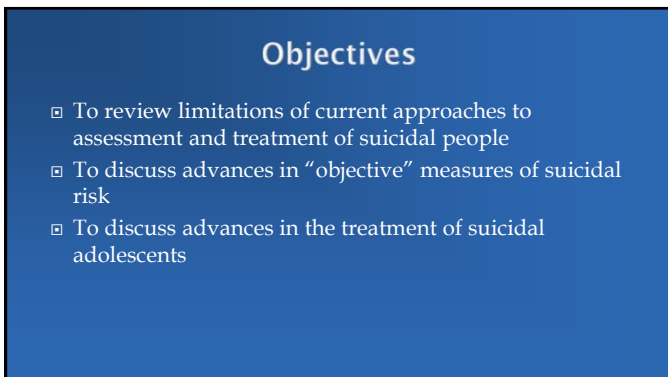 Objectives
To review limitations of current approaches to
assessment and treatment of suicidal people
To discuss advances in “objective” measures of suicidal
risk
To discuss advances in the treatment of suicidal
adolescents